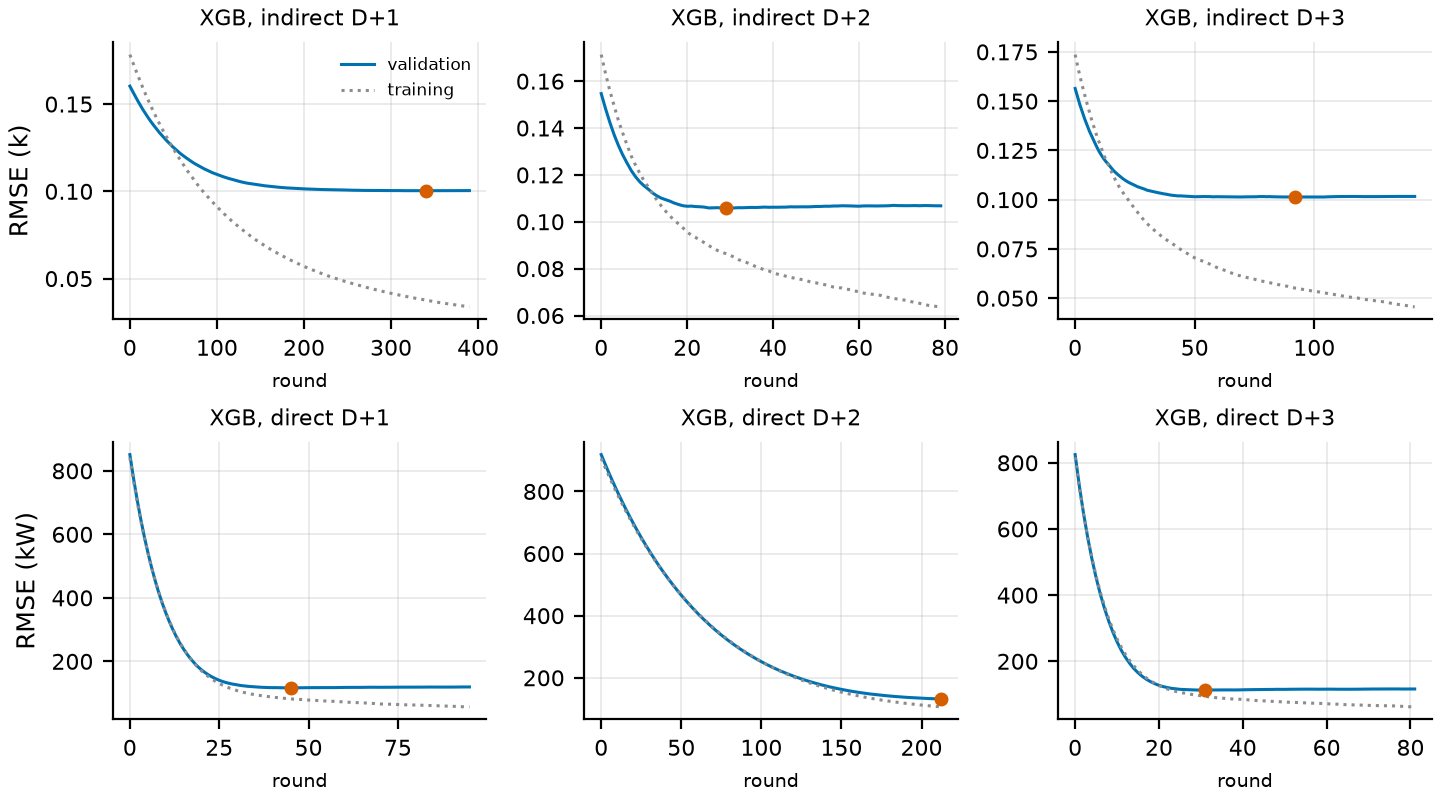 XGB, indirect D+1
XGB, indirect D+2
XGB, indirect D+3
validation
training
RMSE (k)
0.15
0.10
0.05
0 100 200 300 400
round
0.16
0.14
0.12
0.10
0.08
0.06
0 20 40 60 80
round
0.175
0.150
0.125
0.100
0.075
0.050
0 50 100
round
XGB, direct D+1
XGB, direct D+2
XGB, direct D+3
RMSE (kW)
800
600
400
200
0 25 50 75
round
800
600
400
200
0 50 100 150 200
round
800
600
400
200
0 20 40 60 80
round